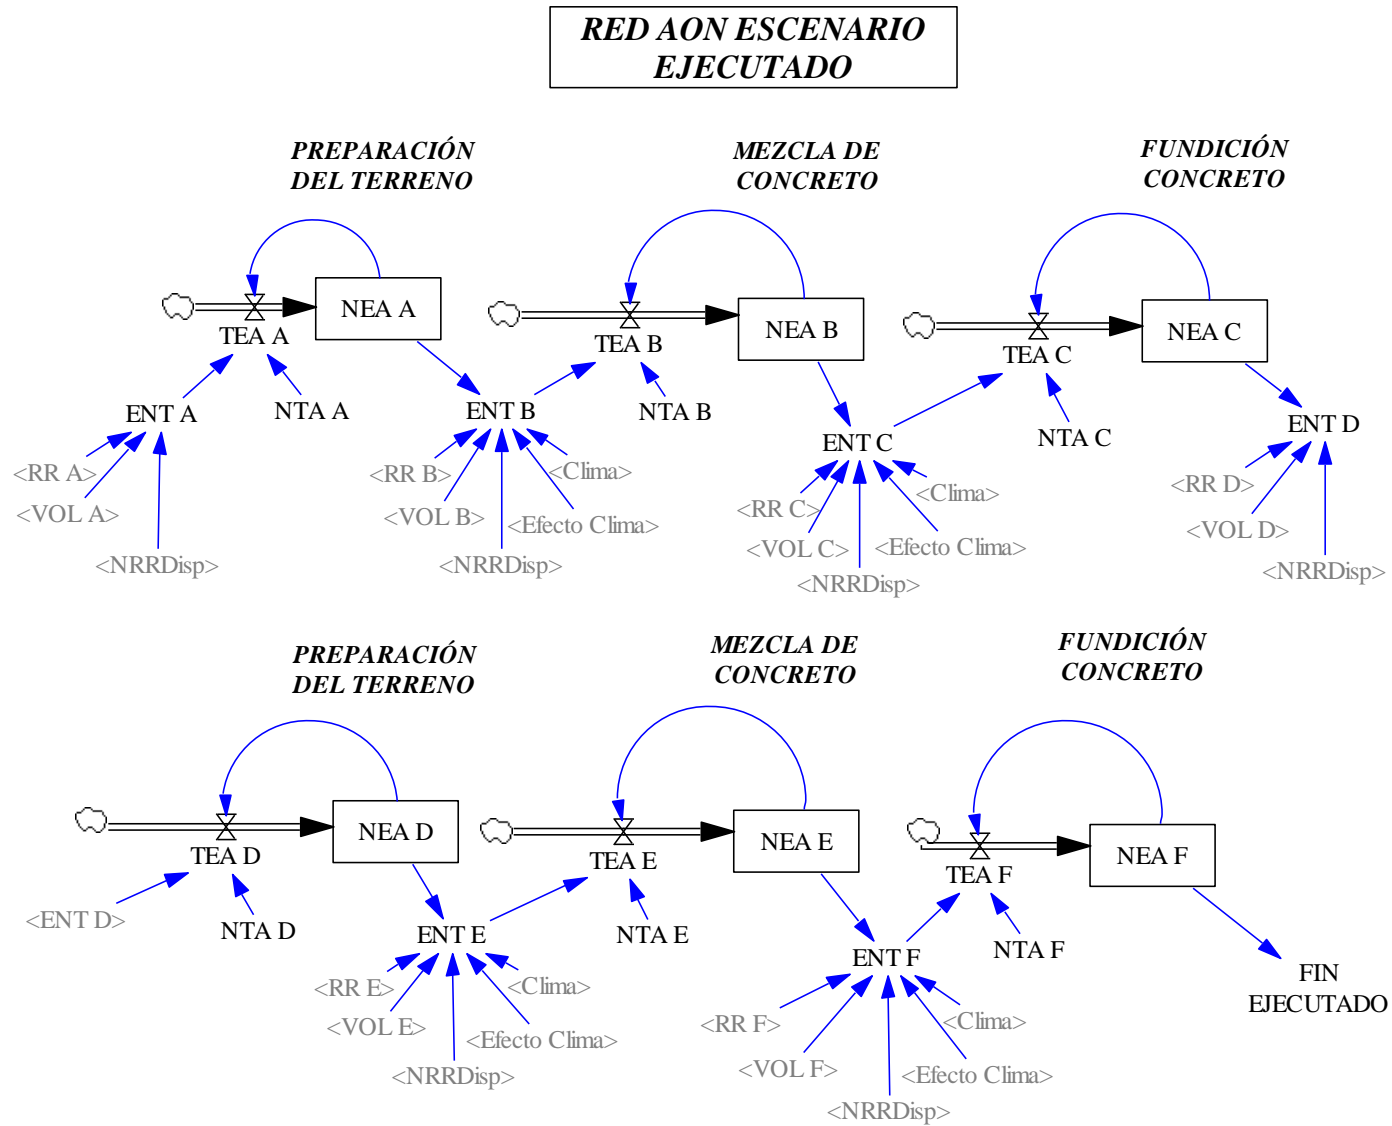 RED AON ESCENARIO
EJECUTADO
PREPARACIÓN
DEL TERRENO
MEZCLA DE
CONCRETO
FUNDICIÓN
CONCRETO
NEA A
TEA A
ENT A
NTA A
<RR A>
<VOL A>
<NRRDisp>
NEA B
TEA B
ENT B
NTA B
<RR B>
<VOL B>
<NRRDisp>
<Efecto Clima>
<Clima>
NEA C
TEA C
ENT C
NTA C
<RR C>
<VOL C>
<NRRDisp>
<Efecto Clima>
<Clima>
ENT D
<RR D>
<VOL D>
<NRRDisp>
PREPARACIÓN
DEL TERRENO
MEZCLA DE
CONCRETO
FUNDICIÓN
CONCRETO
NEA D
TEA D
<ENT D>
NTA D
NEA E
TEA E
ENT E
NTA E
<RR E>
<VOL E>
<NRRDisp>
<Efecto Clima>
<Clima>
NEA F
TEA F
ENT F
NTA F
<RR F>
<VOL F>
<NRRDisp>
<Efecto Clima>
<Clima>
FIN
EJECUTADO